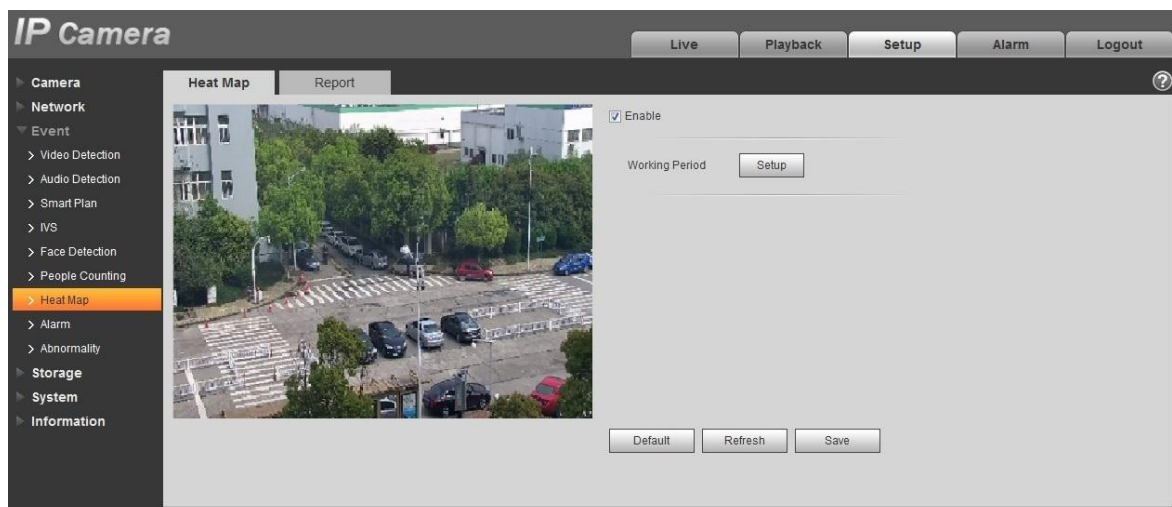 IP Camera
Live Playback Setup Alarm Logout
Heat Map Report
Camera
Network
Event
Video Detection
Audio Detection
Smart Plan
IVS
Face Detection
People Counting
Heat Map
Alarm
Abnormality
Storage
System
Information
Enable
Working Period Setup
Default Refresh Save